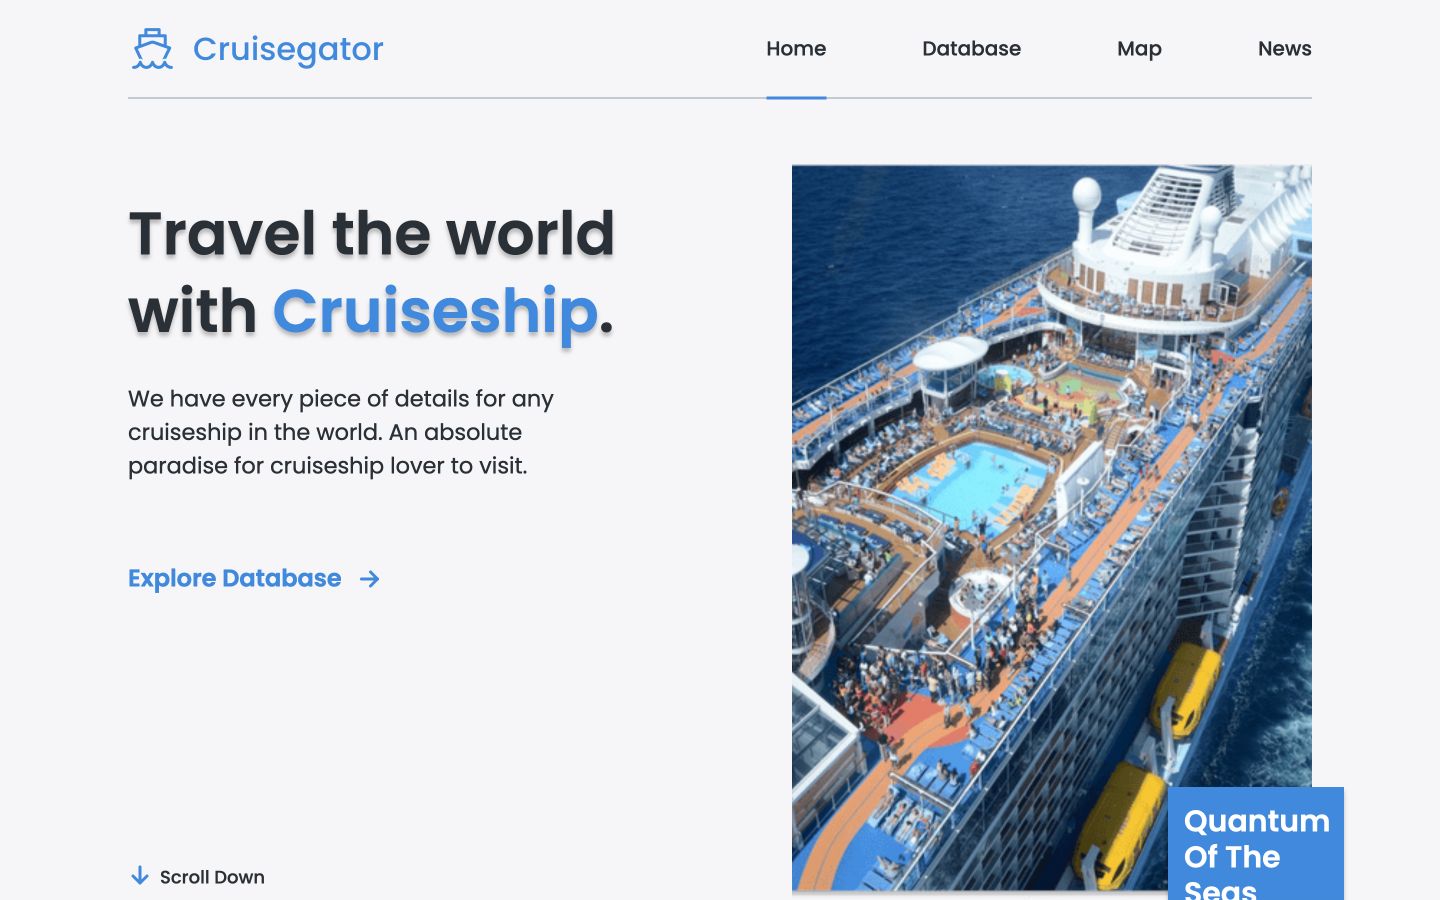 Cruisegator
Home
Database
Map
News
Travel the world
with Cruiseship.
We have every piece of details for any
cruiseship in the world. An absolute
paradise for cruiseship lover to visit.
Explore Database
Scroll Down
Quantum
Of The
Seas